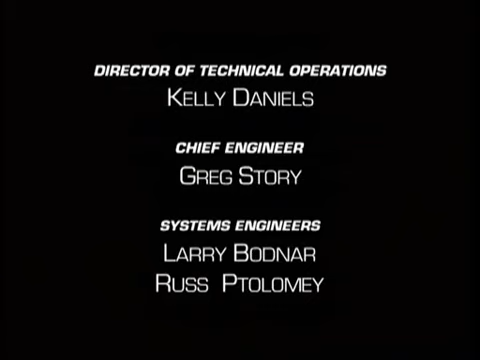 DIRECTOR OF TECHNICAL OPERATIONS
KELLY DANIELS
CHIEF ENGINEER
GREG STORY
SYSTEMS ENGINEERS
LARRY BODNAR
RUSS PTOLOMEY